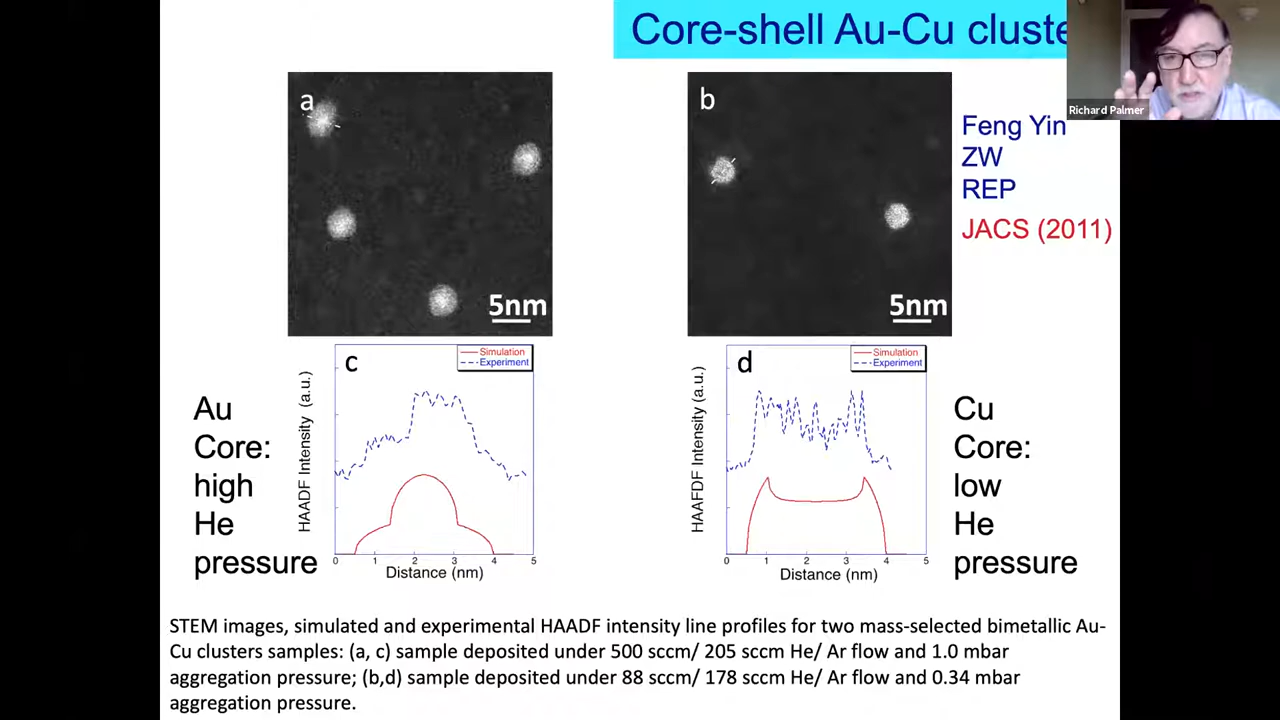 Core-shell Au-Cu cluste
Richard Palmer
a
5nm
b
5nm
Feng Yin
ZW
REP
JACS (2011)
Au
Core:
high
He
pressure
c
Simulation
Experiment
HAADF Intensity (a.u.)
0 1 2 3 4 5
Distance (nm)
d
Simulation
Experiment
HAAFDF Intensity (a.u.)
0 1 2 3 4 5
Distance (nm)
Cu
Core:
low
He
pressure
STEM images, simulated and experimental HAADF intensity line profiles for two mass-selected bimetallic Au-
Cu clusters samples: (a, c) sample deposited under 500 sccm/ 205 sccm He/ Ar flow and 1.0 mbar
aggregation pressure; (b,d) sample deposited under 88 sccm/ 178 sccm He/ Ar flow and 0.34 mbar
aggregation pressure.